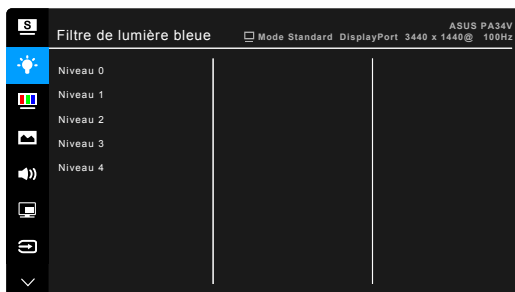 S
ASUS PA34V
Filtre de lumière bleue
Mode Standard DisplayPort 3440 x 1440@ 100Hz
Niveau 0
Niveau 1
Niveau 2
Niveau 3
Niveau 4